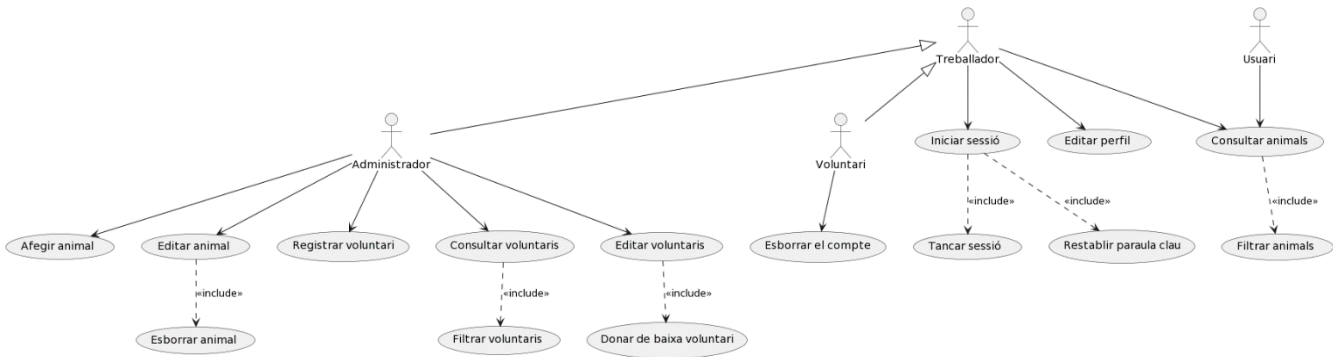 Treballador
Usuari
Administrador
Voluntari
Iniciar sessió
Editar perfil
Consultar animals
«include»
«include»
«include»
Afegir animal
Editar animal
Registrar voluntari
Consultar voluntaris
Editar voluntaris
Esborrar el compte
Tancar sessió
Restablir paraula clau
Filtrar animals
«include»
«include»
«include»
Esborrar animal
Filtrar voluntaris
Donar de baixa voluntari